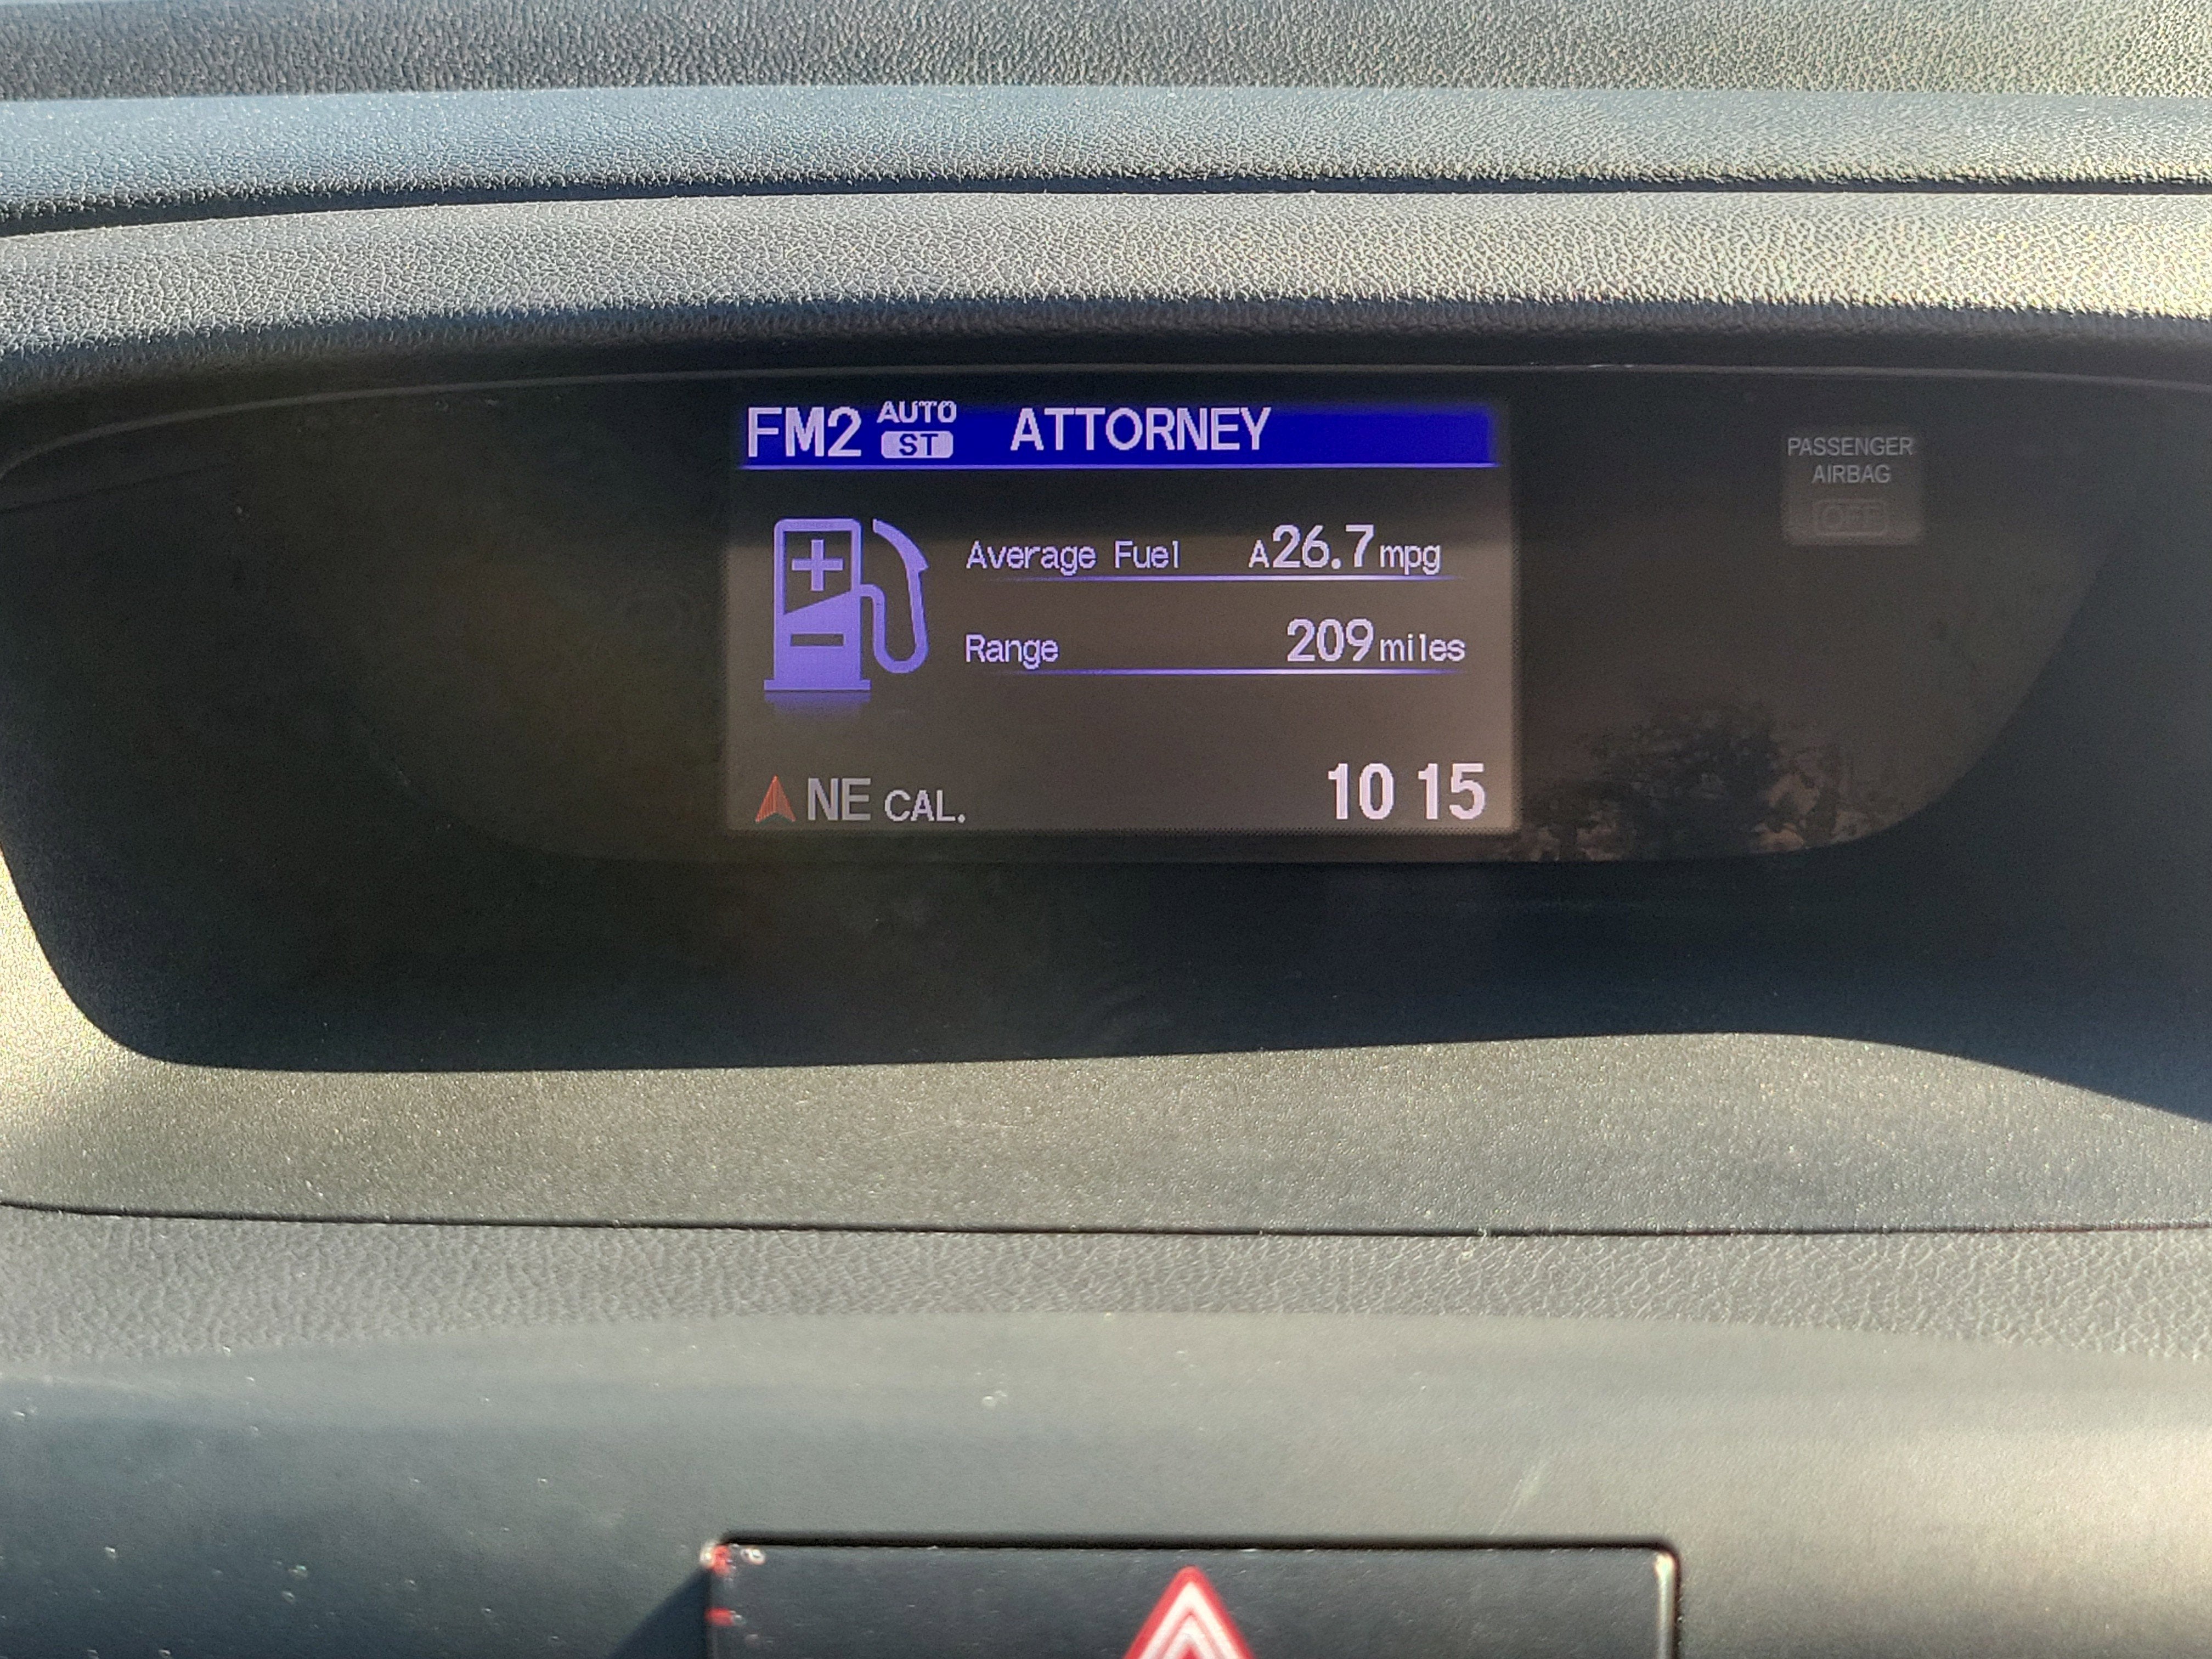 FM2 AUTO ST ATTORNEY
PASSENGER
AIRBAG
OFF
Average Fuel A26.7mpg
Range 209miles
NE CAL. 10 15